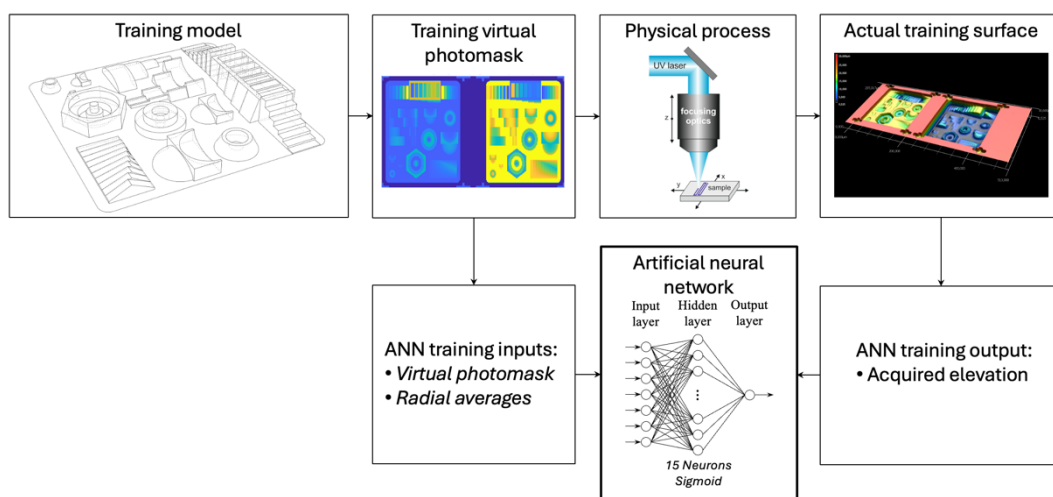 Training model
Training virtual
photomask
Physical process
UV laser
focusing
optics
z
x
y
sample
Actual training surface
ANN training inputs:
• Virtual photomask
• Radial averages
Artificial neural
network
Input
layer
Hidden
layer
Output
layer
...
15 Neurons
Sigmoid
ANN training output:
• Acquired elevation